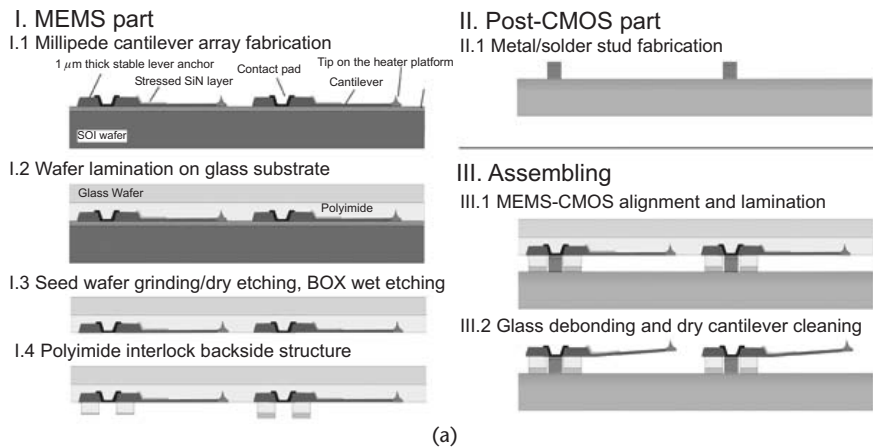 I. MEMS part
I.1 Millipede cantilever array fabrication
1 μm thick stable lever anchor
Stressed SiN layer
Contact pad
Tip on the heater platform
Cantilever
SOI wafer
I.2 Wafer lamination on glass substrate
Glass Wafer
Polyimide
I.3 Seed wafer grinding/dry etching, BOX wet etching
I.4 Polyimide interlock backside structure
II. Post-CMOS part
II.1 Metal/solder stud fabrication
III. Assembling
III.1 MEMS-CMOS alignment and lamination
III.2 Glass debonding and dry cantilever cleaning
(a)